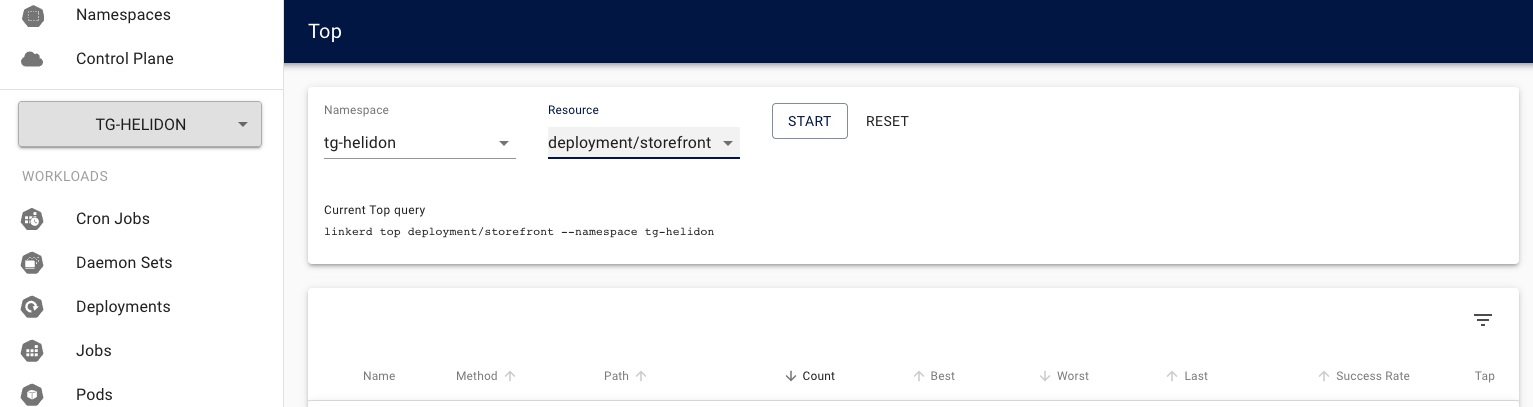 Namespaces
Control Plane
TG-HELIDON
WORKLOADS
Cron Jobs
Daemon Sets
Deployments
Jobs
Pods
Top
Namespace
Resource
tg-helidon
deployment/storefront
START
RESET
Current Top query
linkerd top deployment/storefront --namespace tg-helidon
Name Method Path Count Best Worst Last Success Rate Tap